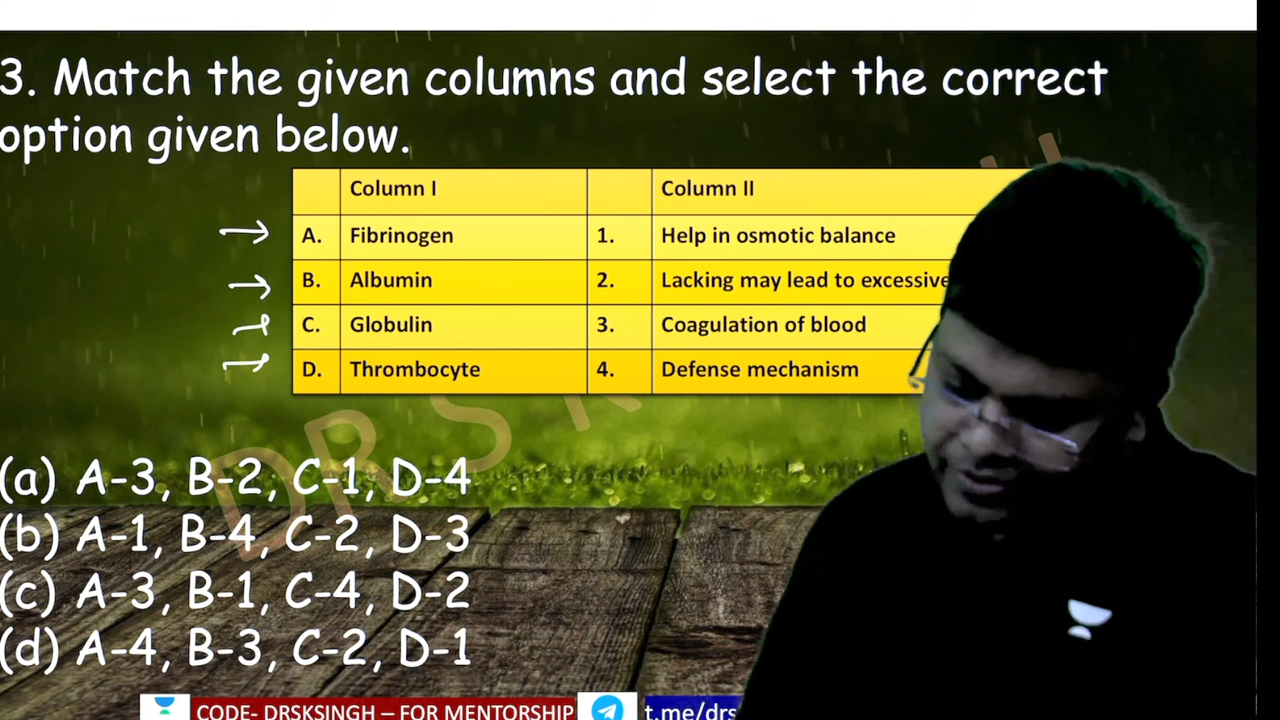 3. Match the given columns and select the correct
option given below.
Column I Column II
A. Fibrinogen 1. Help in osmotic balance
B. Albumin 2. Lacking may lead to excessive
C. Globulin 3. Coagulation of blood
D. Thrombocyte 4. Defense mechanism
DR S K
(a) A-3, B-2, C-1, D-4
(b) A-1, B-4, C-2, D-3
(c) A-3, B-1, C-4, D-2
(d) A-4, B-3, C-2, D-1
CODE- DRSKSINGH – FOR MENTORSHIP t.me/drs